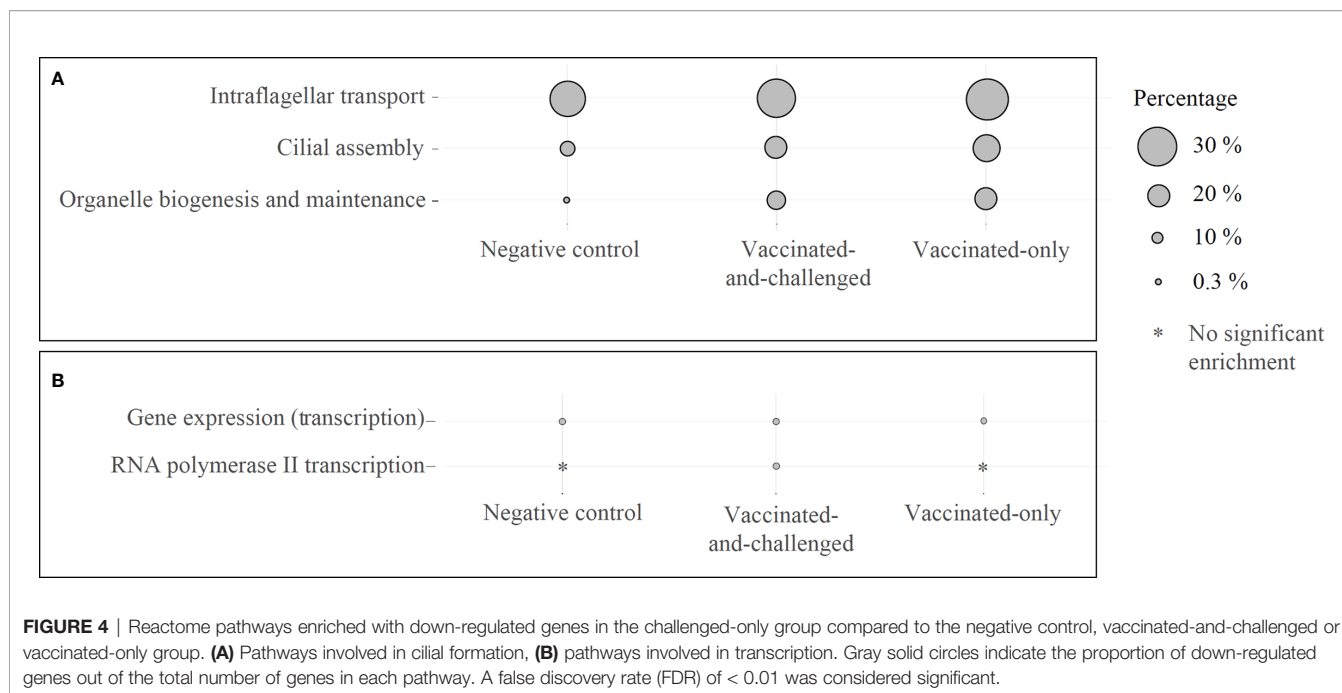 A
Intraflagellar transport
Cilial assembly
Organelle biogenesis and maintenance
Negative control
Vaccinated-
and-challenged
Vaccinated-only
Percentage
30 %
20 %
10 %
0.3 %
* No significant
enrichment
B
Gene expression (transcription)
RNA polymerase II transcription
*
*
Negative control
Vaccinated-
and-challenged
Vaccinated-only
FIGURE 4 | Reactome pathways enriched with down-regulated genes in the challenged-only group compared to the negative control, vaccinated-and-challenged or
vaccinated-only group. (A) Pathways involved in cilial formation, (B) pathways involved in transcription. Gray solid circles indicate the proportion of down-regulated
genes out of the total number of genes in each pathway. A false discovery rate (FDR) of < 0.01 was considered significant.